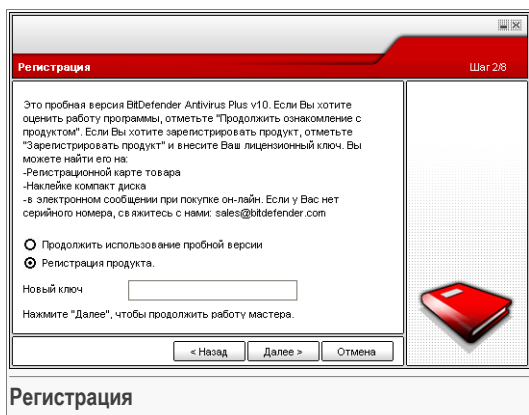 Регистрация
Шаг 2/8
Это пробная версия BitDefender Antivirus Plus v10. Если Вы хотите
оценить работу программы, отметьте "Продолжить ознакомление с
продуктом". Если Вы хотите зарегистрировать продукт, отметьте
"Зарегистрировать продукт" и внесите Ваш лицензионный ключ. Вы
можете найти его на:
-Регистрационной карте товара
-Наклейке компакт диска
-в электронном сообщении при покупке он-лайн. Если у Вас нет
серийного номера, свяжитесь с нами: sales@bitdefender.com
Продолжить использование пробной версии
Регистрация продукта.
Новый ключ
Нажмите "Далее", чтобы продолжить работу мастера.
< Назад
Далее >
Отмена
Регистрация